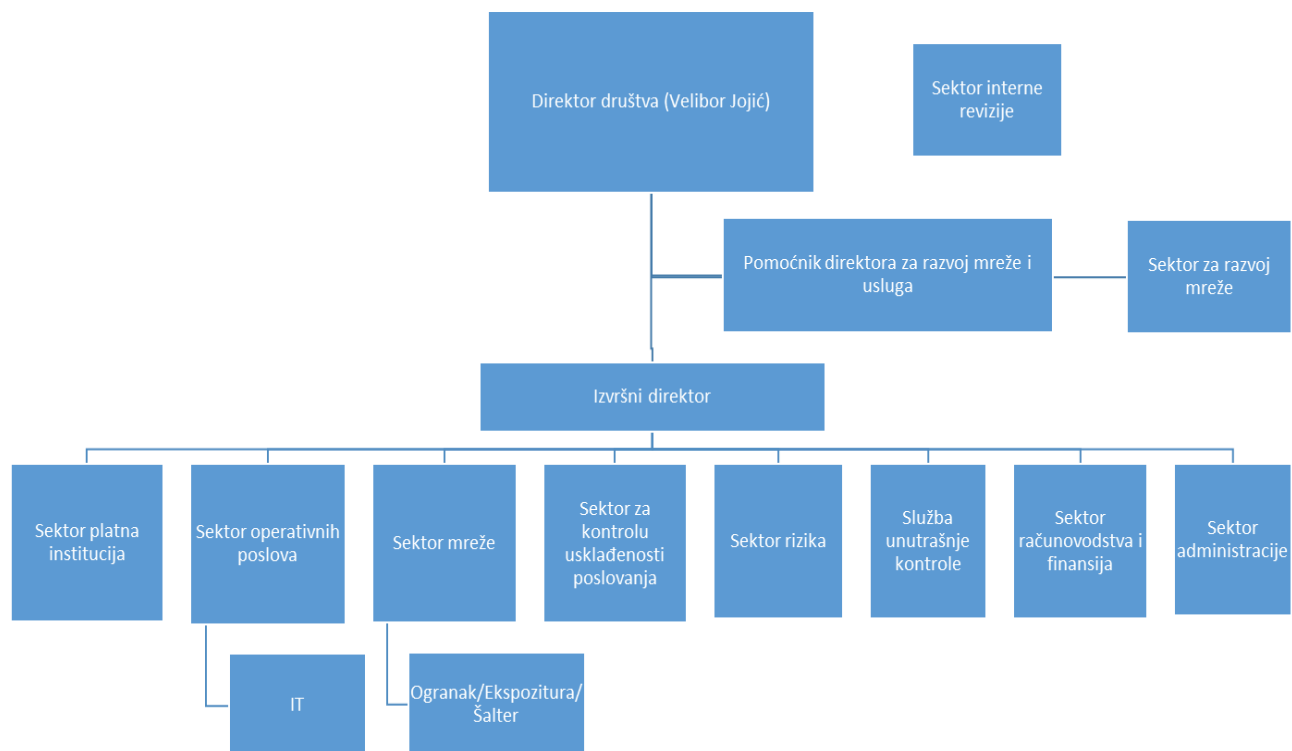 Direktor društva (Velibor Jojić)
Sektor interne
revizije
Pomoćnik direktora za razvoj mreže i
usluga
Sektor za razvoj
mreže
Izvršni direktor
Sektor platna
institucija
Sektor operativnih
poslova
Sektor mreže
Sektor za
kontrolu
usklađenosti
poslovanja
Sektor rizika
Služba
unutrašnje
kontrole
Sektor
računovodstva i
finansija
Sektor
administracije
IT
Ogranak/Ekspozitura/
Šalter